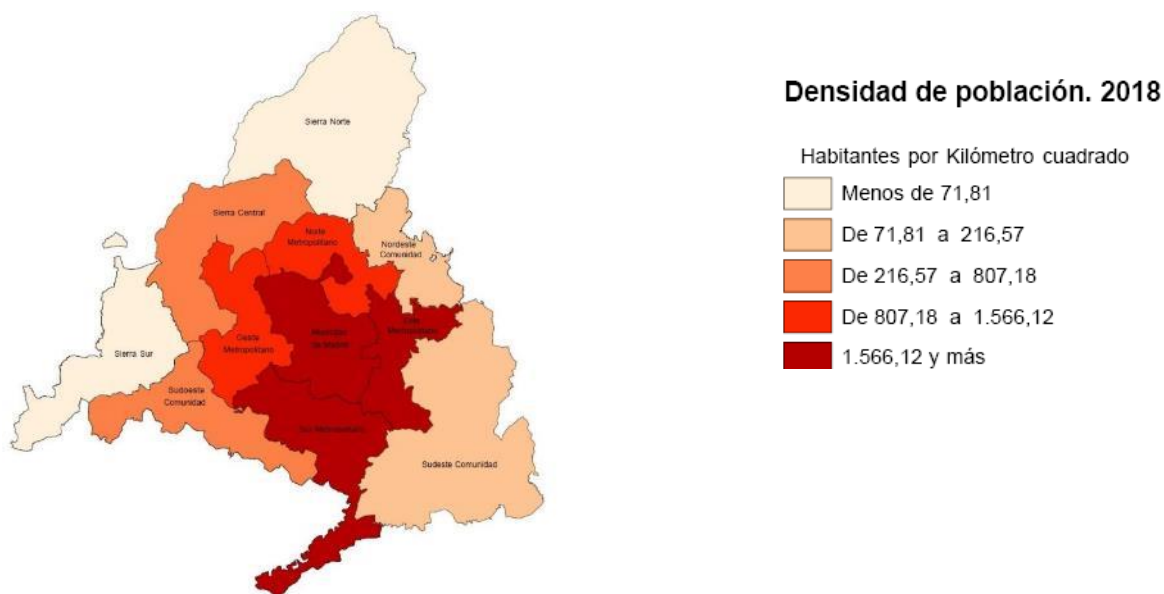 Densidad de población. 2018
Habitantes por Kilómetro cuadrado
Menos de 71,81
De 71,81 a 216,57
De 216,57 a 807,18
De 807,18 a 1.566,12
1.566,12 y más
Sierra Norte
Sierra Central
Norte
Metropolitano
Nordeste
Comunidad
Este
Metropolitano
Municipio
de Madrid
Oeste
Metropolitano
Sierra Sur
Sudoeste
Comunidad
Sur Metropolitano
Sudeste Comunidad